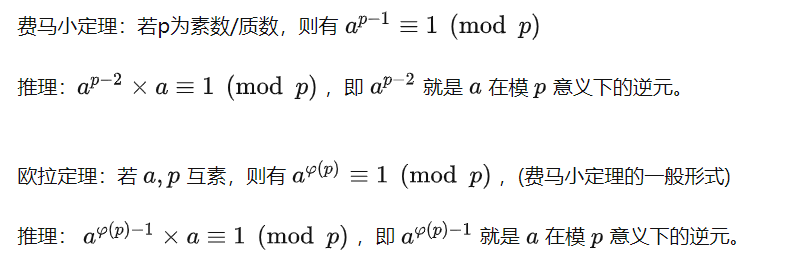 费马小定理：若p为素数/质数，则有 $a^{p-1} \equiv 1 \pmod p$
推理：$a^{p-2} \times a \equiv 1 \pmod p$ ，即 $a^{p-2}$ 就是 $a$ 在模 $p$ 意义下的逆元。
欧拉定理：若 $a, p$ 互素，则有 $a^{\varphi(p)} \equiv 1 \pmod p$ ，(费马小定理的一般形式)
推理： $a^{\varphi(p)-1} \times a \equiv 1 \pmod p$ ，即 $a^{\varphi(p)-1}$ 就是 $a$ 在模 $p$ 意义下的逆元。